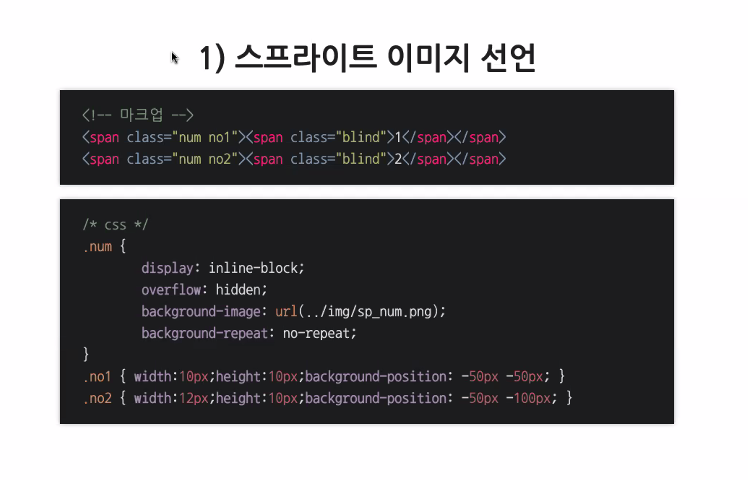 1) 스프라이트 이미지 선언
<!-- 마크업 -->
<span class="num no1"><span class="blind">1</span></span>
<span class="num no2"><span class="blind">2</span></span>
/* css */
.num {
display: inline-block;
overflow: hidden;
background-image: url(../img/sp_num.png);
background-repeat: no-repeat;
}
.no1 { width:10px;height:10px;background-position: -50px -50px; }
.no2 { width:12px;height:10px;background-position: -50px -100px; }